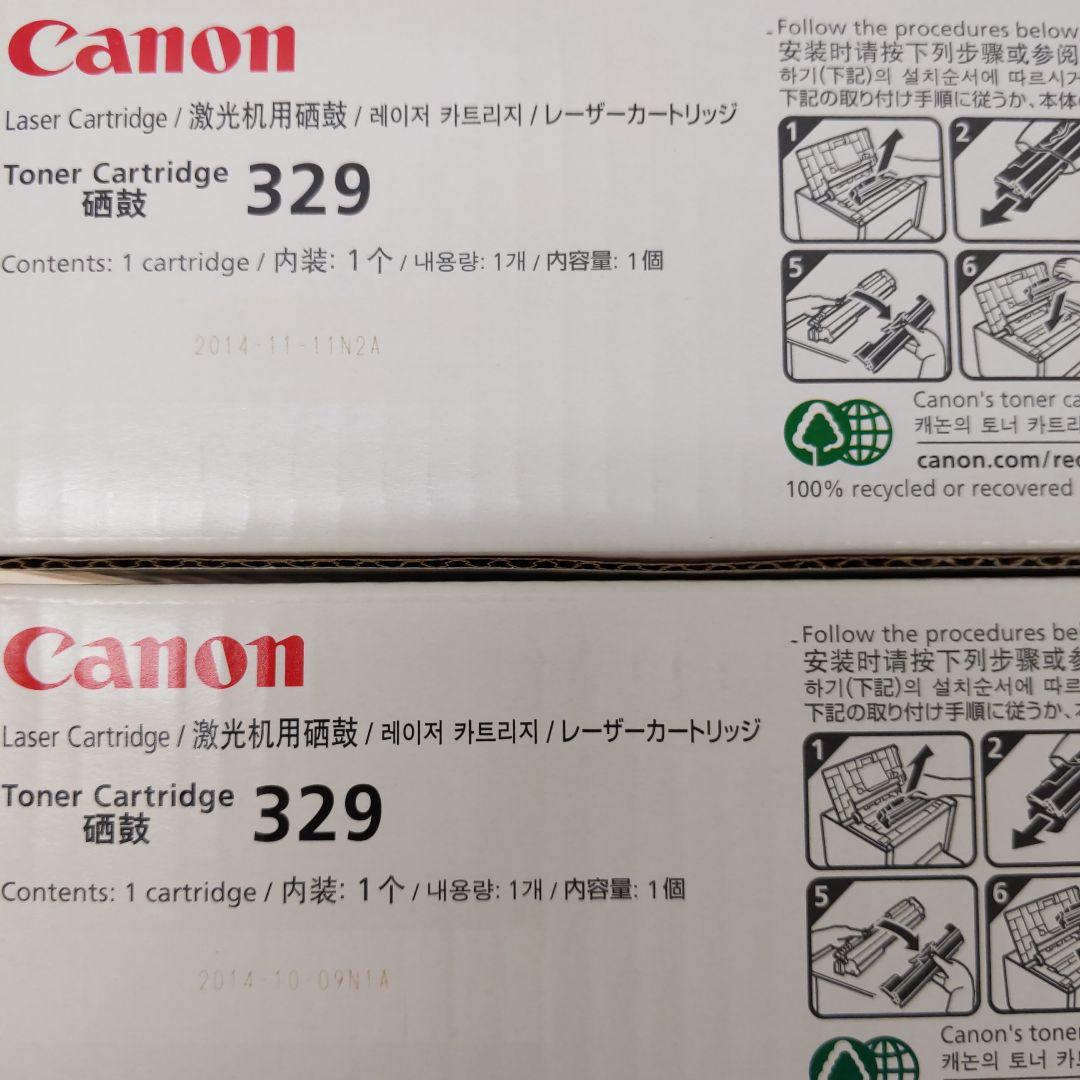 Canon
Laser Cartridge / 激光机用硒鼓 / 레이저 카트리지 / レーザーカートリッジ
Toner Cartridge 329
硒鼓
Contents: 1 cartridge / 内装: 1个 / 내용량: 1개 / 内容量: 1個
2014-11-11N2A
Follow the procedures below
安装时请按下列步骤或参阅
하기(下記)의 설치순서에 따르시거
下記の取り付け手順に従うか、本体
1
2
5
6
Canon's toner ca
캐논의 토너 카트리
canon.com/rec
100% recycled or recovered
Canon
Laser Cartridge / 激光机用硒鼓 / 레이저 카트리지 / レーザーカートリッジ
Toner Cartridge 329
硒鼓
Contents: 1 cartridge / 内装: 1个 / 내용량: 1개 / 内容量: 1個
2014-10-09N1A
Follow the procedures be
安装时请按下列步骤或参
하기(下記)의 설치순서에 따르
下記の取り付け手順に従うか、
1
2
5
6
Canon's toner
캐논의 토너 카